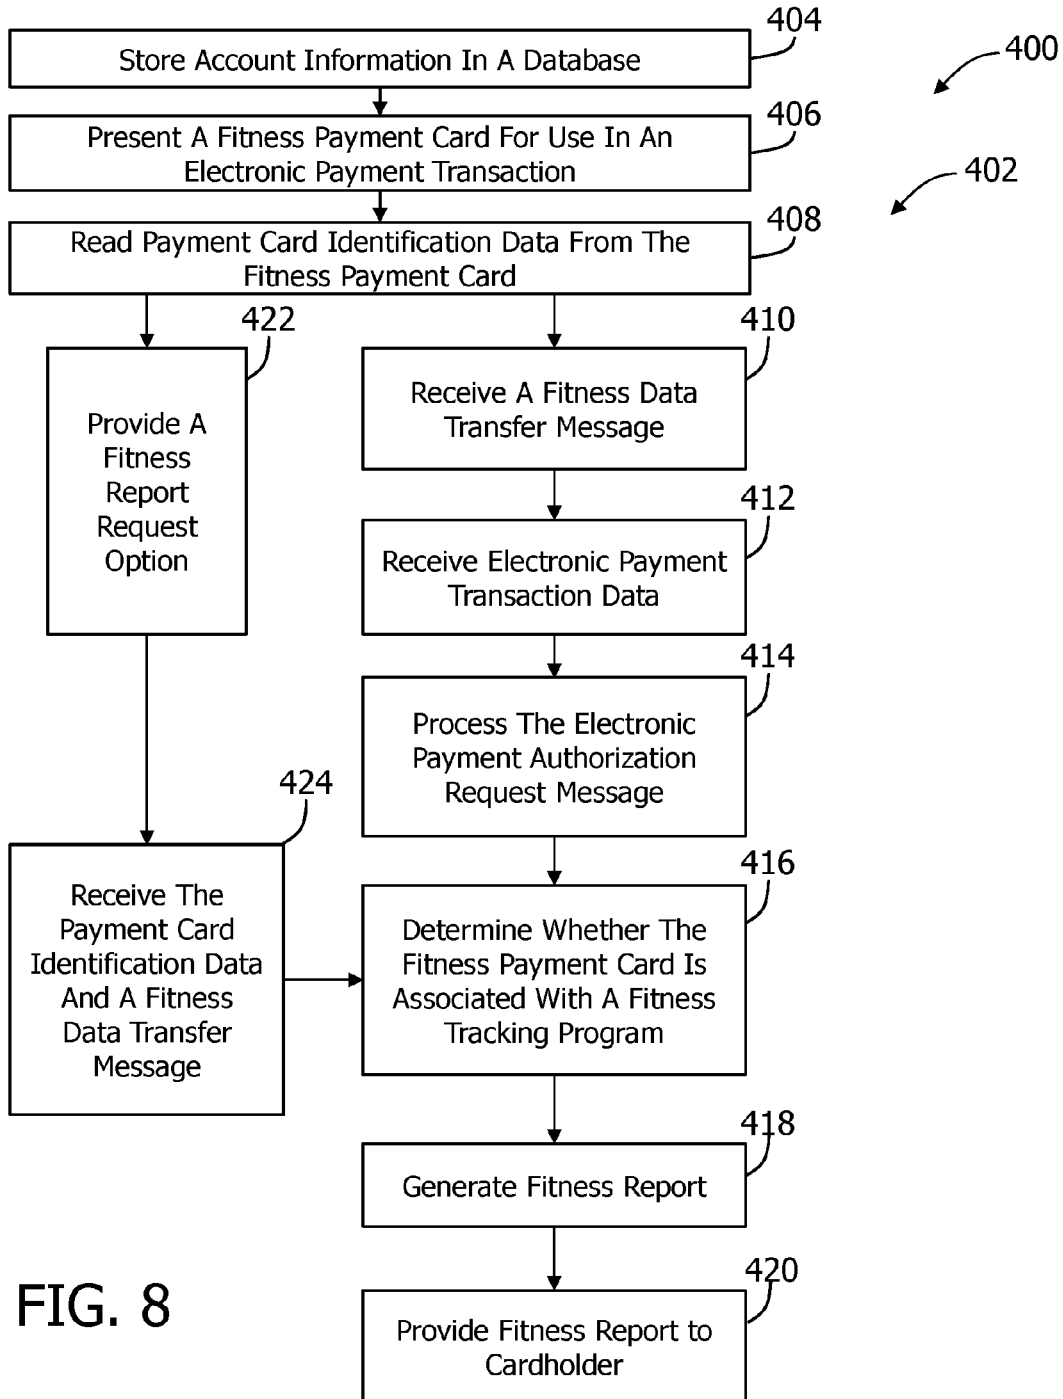 404
Store Account Information In A Database
400
406
Present A Fitness Payment Card For Use In An
Electronic Payment Transaction
402
408
Read Payment Card Identification Data From The
Fitness Payment Card
422
Provide A
Fitness
Report
Request
Option
410
Receive A Fitness Data
Transfer Message
412
Receive Electronic Payment
Transaction Data
414
Process The Electronic
Payment Authorization
Request Message
424
Receive The
Payment Card
Identification Data
And A Fitness
Data Transfer
Message
416
Determine Whether The
Fitness Payment Card Is
Associated With A Fitness
Tracking Program
418
Generate Fitness Report
420
Provide Fitness Report to
Cardholder
FIG. 8